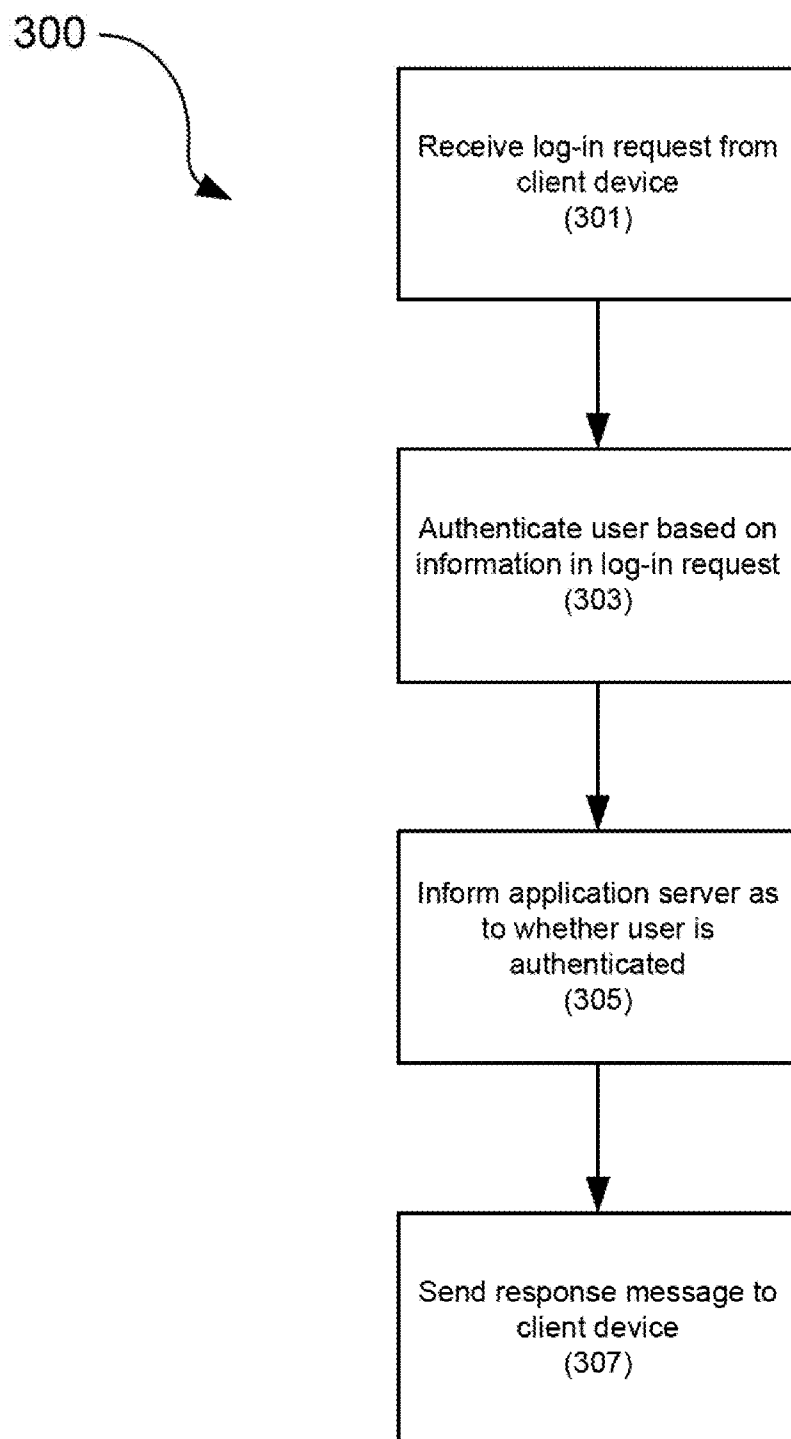 300
Receive log-in request from
client device
(301)
Authenticate user based on
information in log-in request
(303)
Inform application server as
to whether user is
authenticated
(305)
Send response message to
client device
(307)